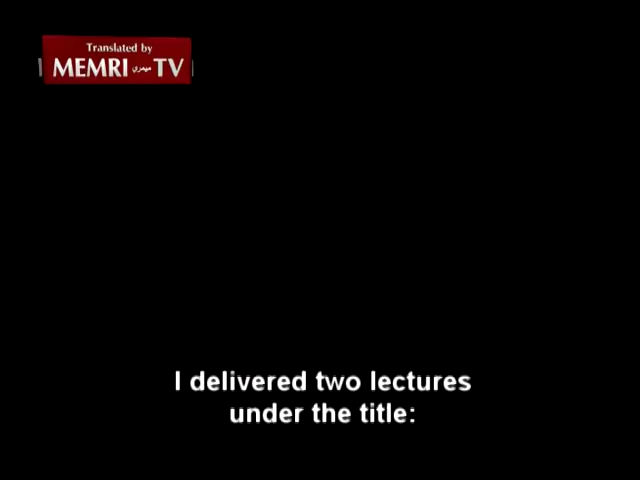 Translated by
MEMRI ميمري TV
I delivered two lectures
under the title: